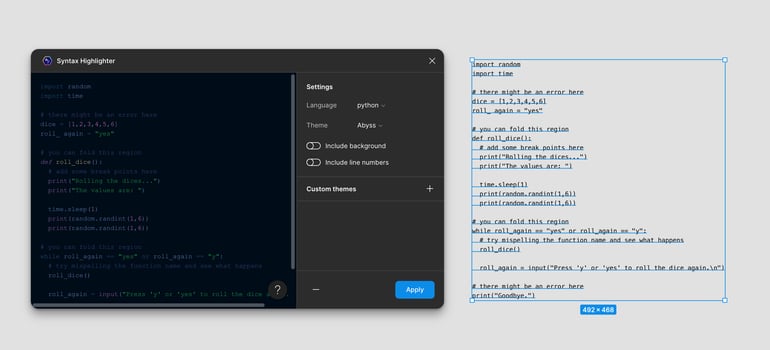 Syntax Highlighter
import random
import time
# there might be an error here
dice = [1,2,3,4,5,6]
roll_ again = "yes"
# you can fold this region
def roll_dice():
# add some break points here
print("Rolling the dices...")
print("The values are: ")
time.sleep(1)
print(random.randint(1,6))
print(random.randint(1,6))
# you can fold this region
while roll_again == "yes" or roll_again == "y":
# try mispelling the function name and see what happens
roll_dice()
roll_again = input("Press 'y' or 'yes' to roll the dice
Settings
Language python
Theme Abyss
Include background
Include line numbers
Custom themes
?
Apply
import random
import time
# there might be an error here
dice = [1,2,3,4,5,6]
roll_ again = "yes"
# you can fold this region
def roll_dice():
# add some break points here
print("Rolling the dices...")
print("The values are: ")
time.sleep(1)
print(random.randint(1,6))
print(random.randint(1,6))
# you can fold this region
while roll_again == "yes" or roll_again == "y":
# try mispelling the function name and see what happens
roll_dice()
roll_again = input("Press 'y' or 'yes' to roll the dice again.\n")
# there might be an error here
print("Goodbye.")
492 × 468